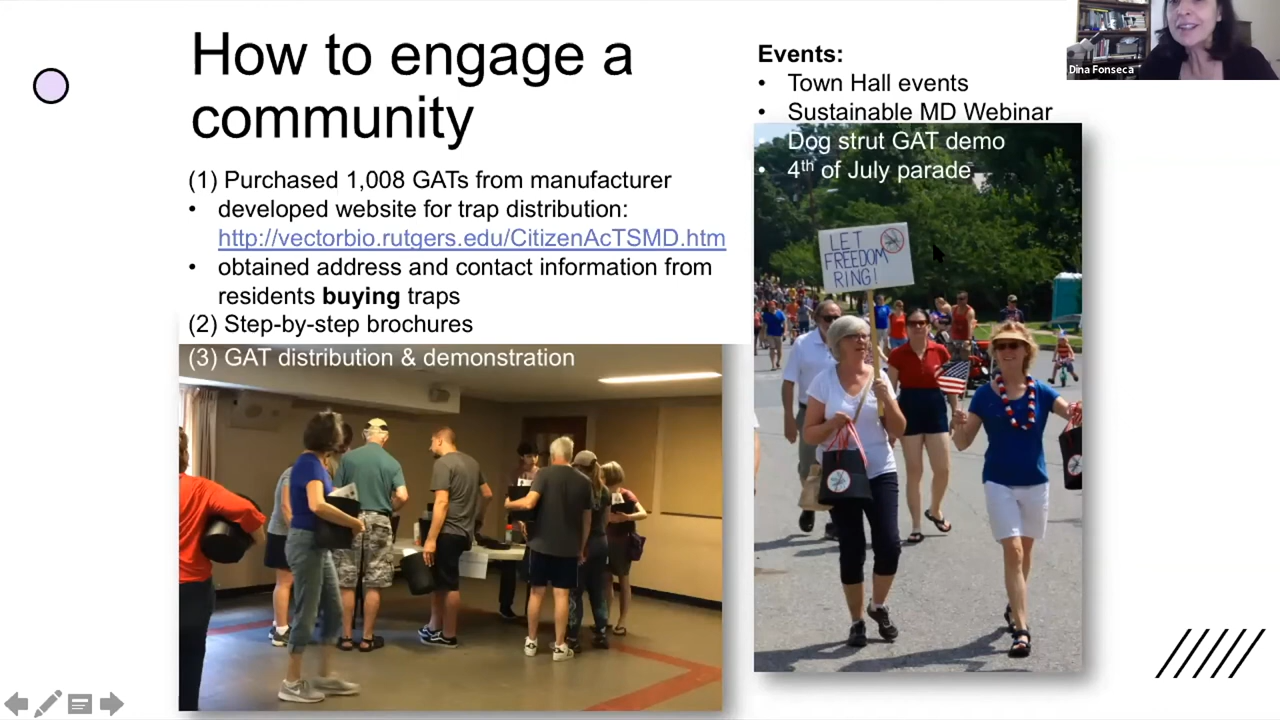 How to engage a
community
(1) Purchased 1,008 GATs from manufacturer
• developed website for trap distribution:
http://vectorbio.rutgers.edu/CitizenAcTSMD.htm
• obtained address and contact information from
residents buying traps
(2) Step-by-step brochures
(3) GAT distribution & demonstration
Events:
• Town Hall events
• Sustainable MD Webinar
• Dog strut GAT demo
• 4th of July parade
LET
FREEDOM
RING!
Dina Fonseca